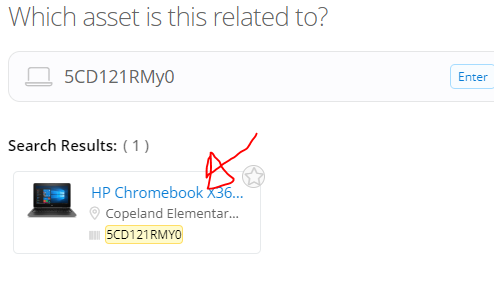 Which asset is this related to?
5CD121RMy0
Enter
Search Results: ( 1 )
HP Chromebook X36...
Copeland Elementar...
5CD121RMY0